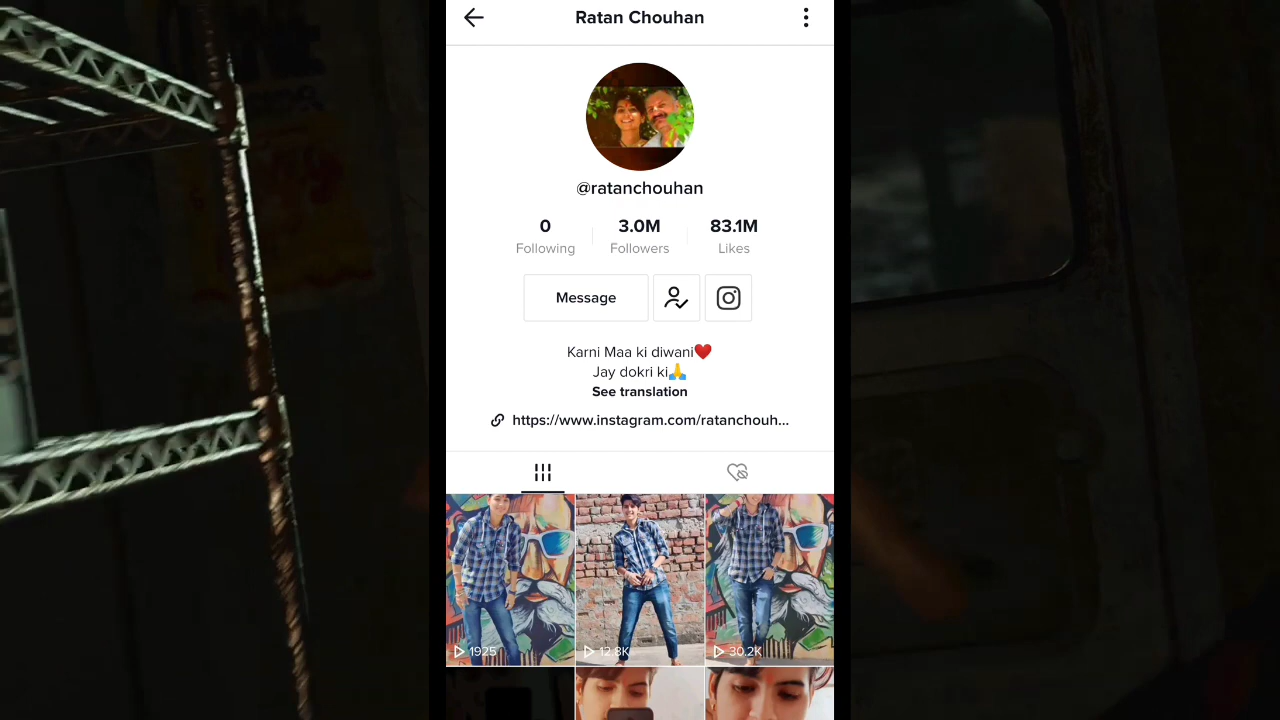 Ratan Chouhan
@ratanchouhan
0 3.0M 83.1M
Following Followers Likes
Message
Karni Maa ki diwani❤️
Jay dokri ki🙏
See translation
https://www.instagram.com/ratanchouh...
1925 12.8K 30.2K